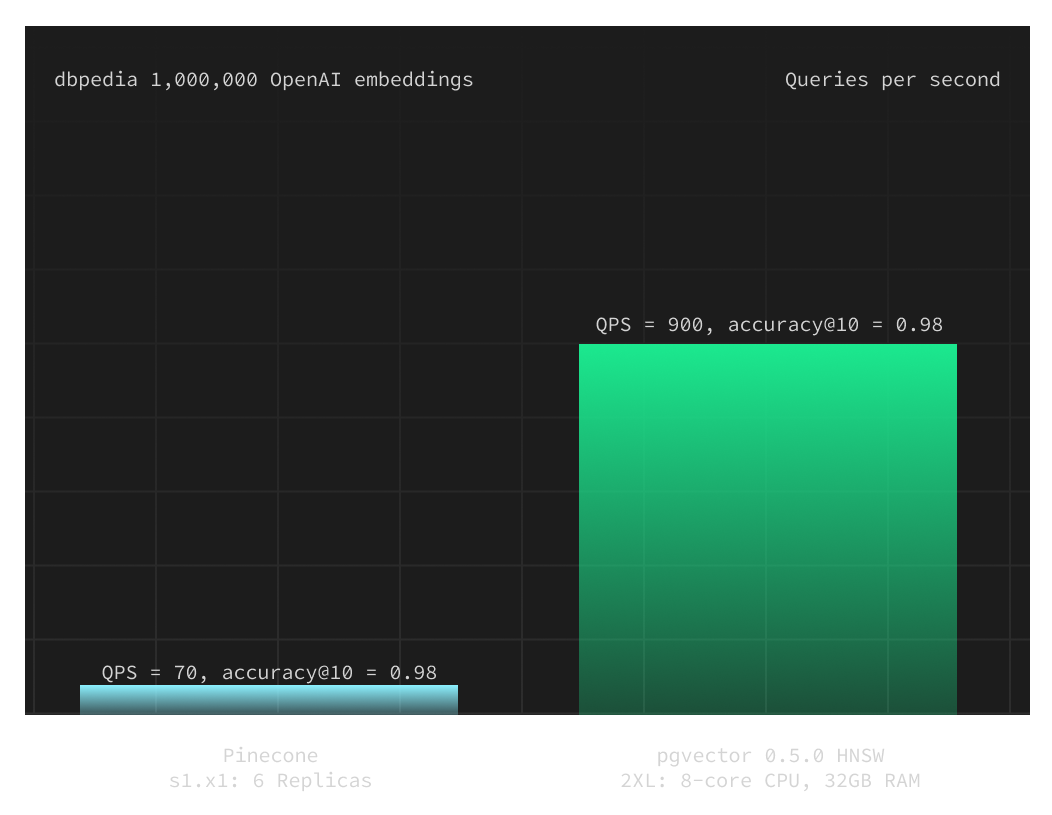 dbpedia 1,000,000 OpenAI embeddings
Queries per second
QPS = 900, accuracy@10 = 0.98
QPS = 70, accuracy@10 = 0.98
Pinecone
s1.x1: 6 Replicas
pgvector 0.5.0 HNSW
2XL: 8-core CPU, 32GB RAM